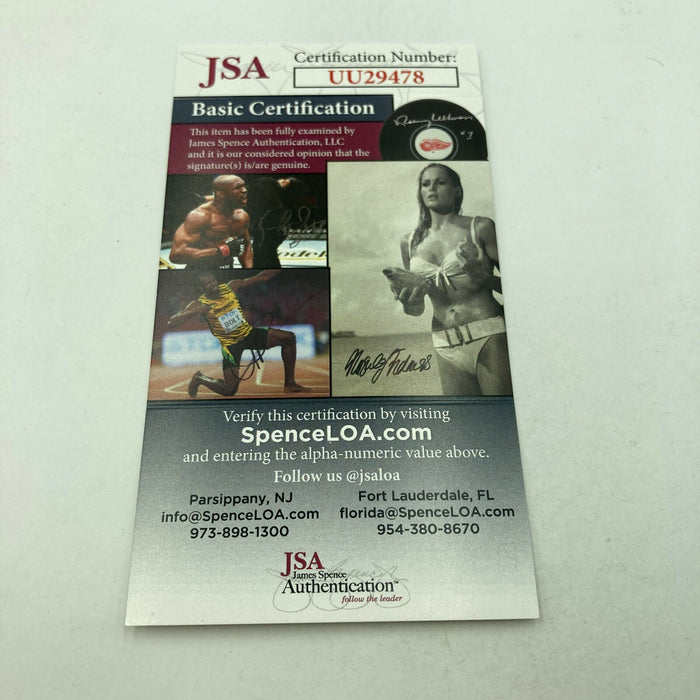 JSA
Certification Number:
UU29478
Basic Certification
This item has been fully examined by
James Spence Authentication, LLC
and it is our considered opinion that the
signature(s) is/are genuine.
BOLT
Verify this certification by visiting
SpenceLOA.com
and entering the alpha-numeric value above.
Follow us @jsaloa
Parsippany, NJ
info@SpenceLOA.com
973-898-1300
Fort Lauderdale, FL
florida@SpenceLOA.com
954-380-8670
JSA
James Spence
Authentication™
follow the leader